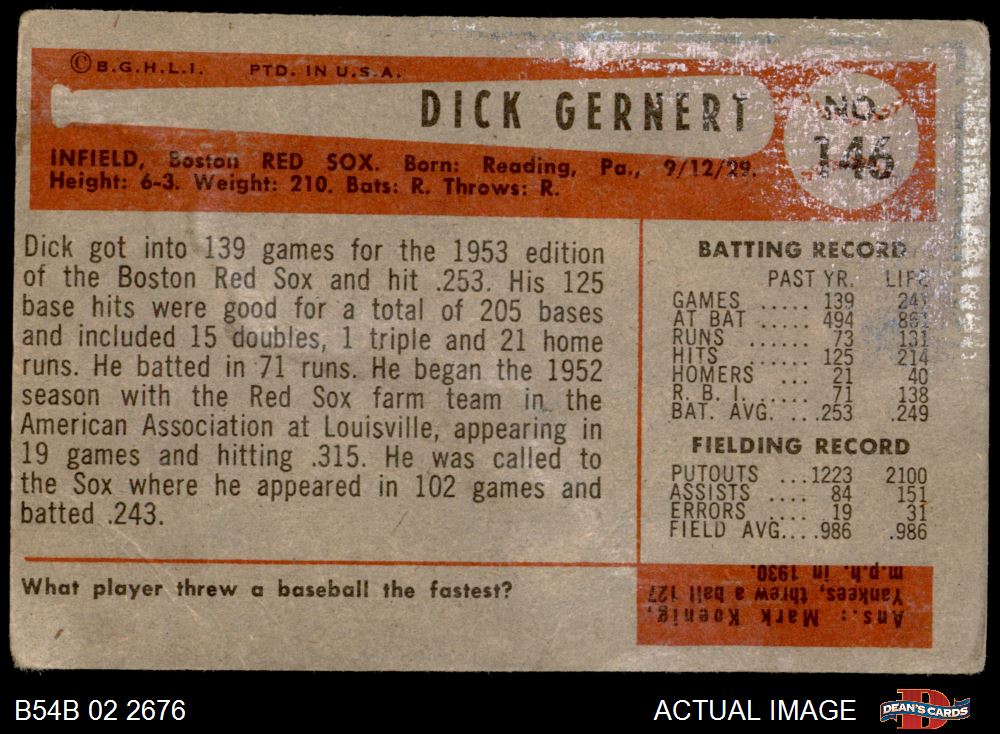 © B.G.H.L.I. PTD. IN U.S.A.
DICK GERNERT
NO.
146
INFIELD, Boston RED SOX. Born: Reading, Pa., 9/12/29.
Height: 6-3. Weight: 210. Bats: R. Throws: R.
Dick got into 139 games for the 1953 edition
of the Boston Red Sox and hit .253. His 125
base hits were good for a total of 205 bases
and included 15 doubles, 1 triple and 21 home
runs. He batted in 71 runs. He began the 1952
season with the Red Sox farm team in the
American Association at Louisville, appearing in
19 games and hitting .315. He was called to
the Sox where he appeared in 102 games and
batted .243.
BATTING RECORD
PAST YR. LIFE
GAMES ..... 139
AT BAT ..... 494
RUNS ...... 73 131
HITS ...... 125 214
HOMERS ... 21 40
R. B. I. ..... 71 138
BAT. AVG. ...253 .249
FIELDING RECORD
PUTOUTS ...1223 2100
ASSISTS .... 84 151
ERRORS .... 19 31
FIELD AVG....986 .986
What player threw a baseball the fastest?
Ans.: Mark Koenig,
Yankees, threw a ball 127
m.p.h. in 1930.
B54B 02 2676
ACTUAL IMAGE
D
DEAN'S CARDS